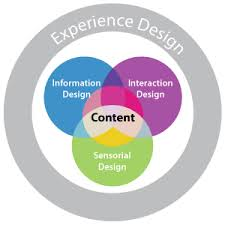 Experience Design
Information
Design
Interaction
Design
Content
Sensorial
Design